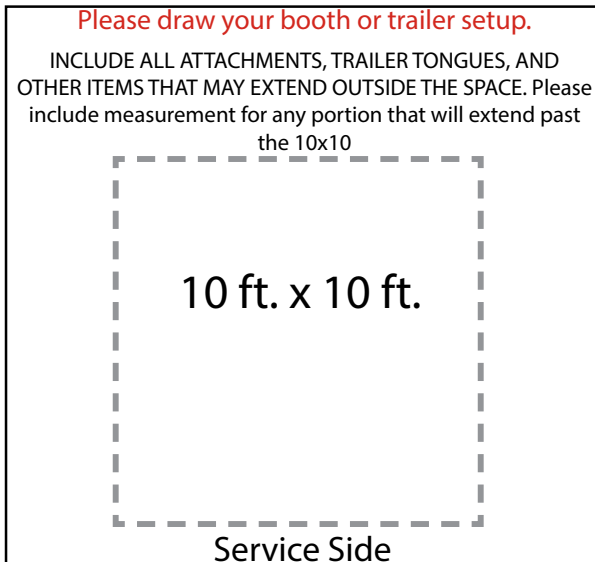 Please draw your booth or trailer setup.
INCLUDE ALL ATTACHMENTS, TRAILER TONGUES, AND
OTHER ITEMS THAT MAY EXTEND OUTSIDE THE SPACE. Please
include measurement for any portion that will extend past
the 10x10
10 ft. x 10 ft.
Service Side